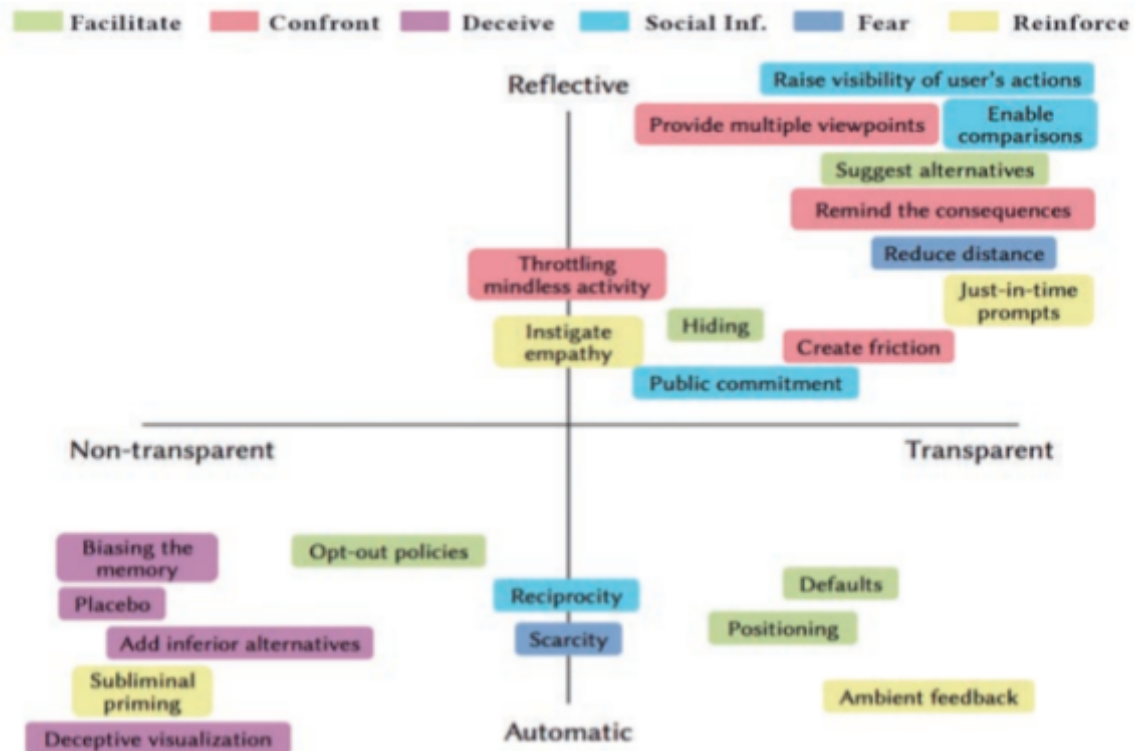 Facilitate Confront Deceive Social Inf. Fear Reinforce
Reflective
Raise visibility of user's actions
Provide multiple viewpoints
Enable
comparisons
Suggest alternatives
Remind the consequences
Reduce distance
Throttling
mindless activity
Just-in-time
prompts
Hiding
Instigate
empathy
Create friction
Public commitment
Non-transparent
Transparent
Biasing the
memory
Opt-out policies
Placebo
Reciprocity
Defaults
Add inferior alternatives
Scarcity
Positioning
Subliminal
priming
Ambient feedback
Deceptive visualization
Automatic